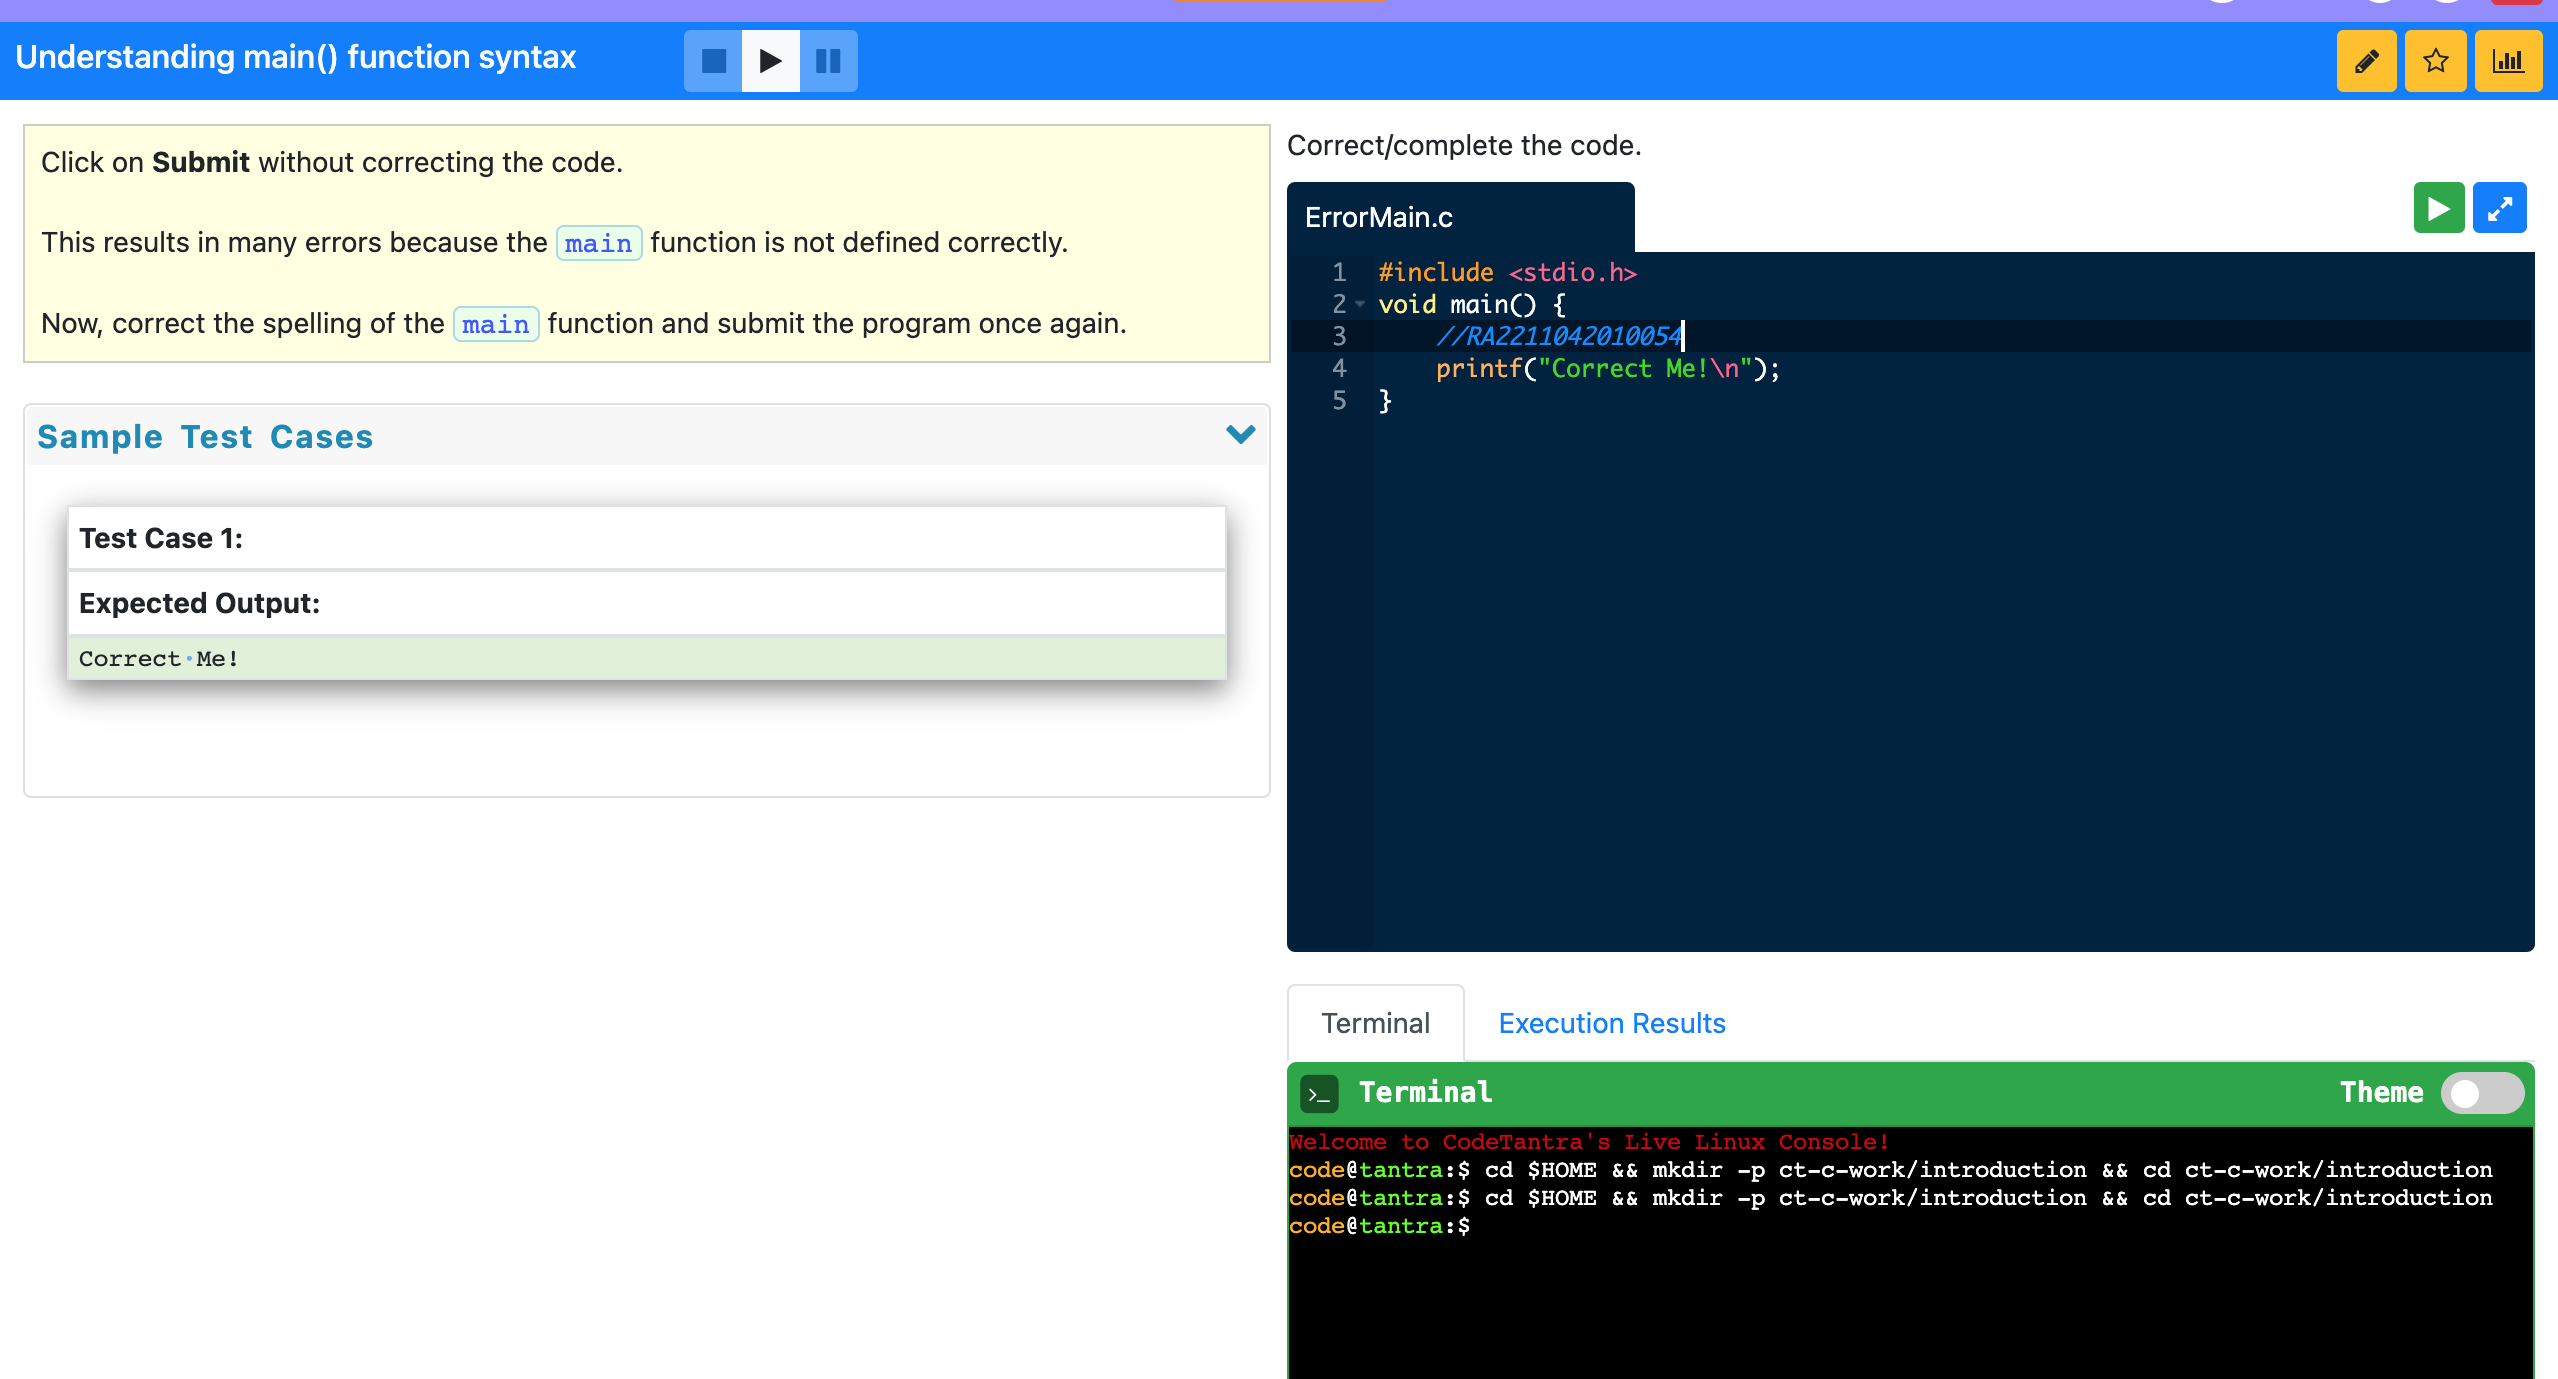 Understanding main() function syntax
Click on Submit without correcting the code.
This results in many errors because the main function is not defined correctly.
Now, correct the spelling of the main function and submit the program once again.
Sample Test Cases
Test Case 1:
Expected Output:
Correct·Me!
Correct/complete the code.
ErrorMain.c
1 #include <stdio.h>
2 void main() {
3 //RA2211042010054
4 printf("Correct Me!\n");
5 }
Terminal
Execution Results
>_ Terminal
Theme
Welcome to CodeTantra's Live Linux Console!
code@tantra:$ cd $HOME && mkdir -p ct-c-work/introduction && cd ct-c-work/introduction
code@tantra:$ cd $HOME && mkdir -p ct-c-work/introduction && cd ct-c-work/introduction
code@tantra:$